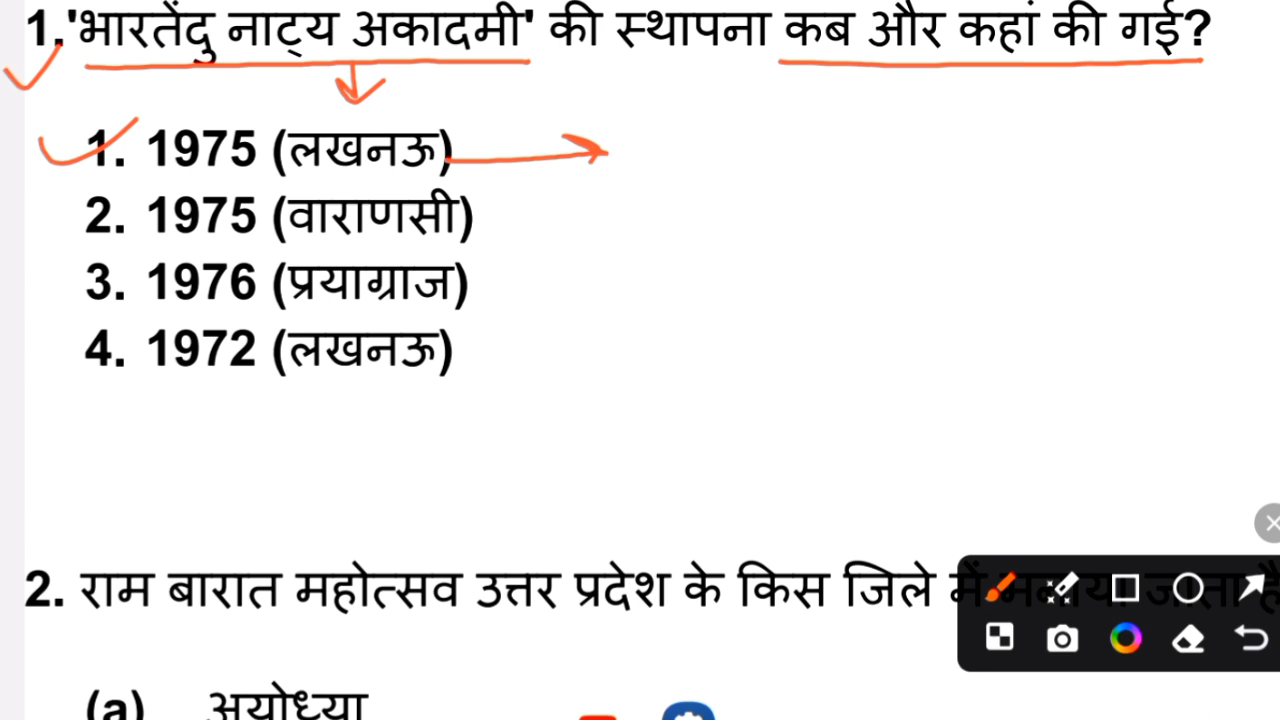 1.'भारतेंदु नाट्य अकादमी' की स्थापना कब और कहां की गई?
1. 1975 (लखनऊ)
2. 1975 (वाराणसी)
3. 1976 (प्रयाग्राज)
4. 1972 (लखनऊ)
2. राम बारात महोत्सव उत्तर प्रदेश के किस जिले में मनाया जाता है
(a) अयोध्या